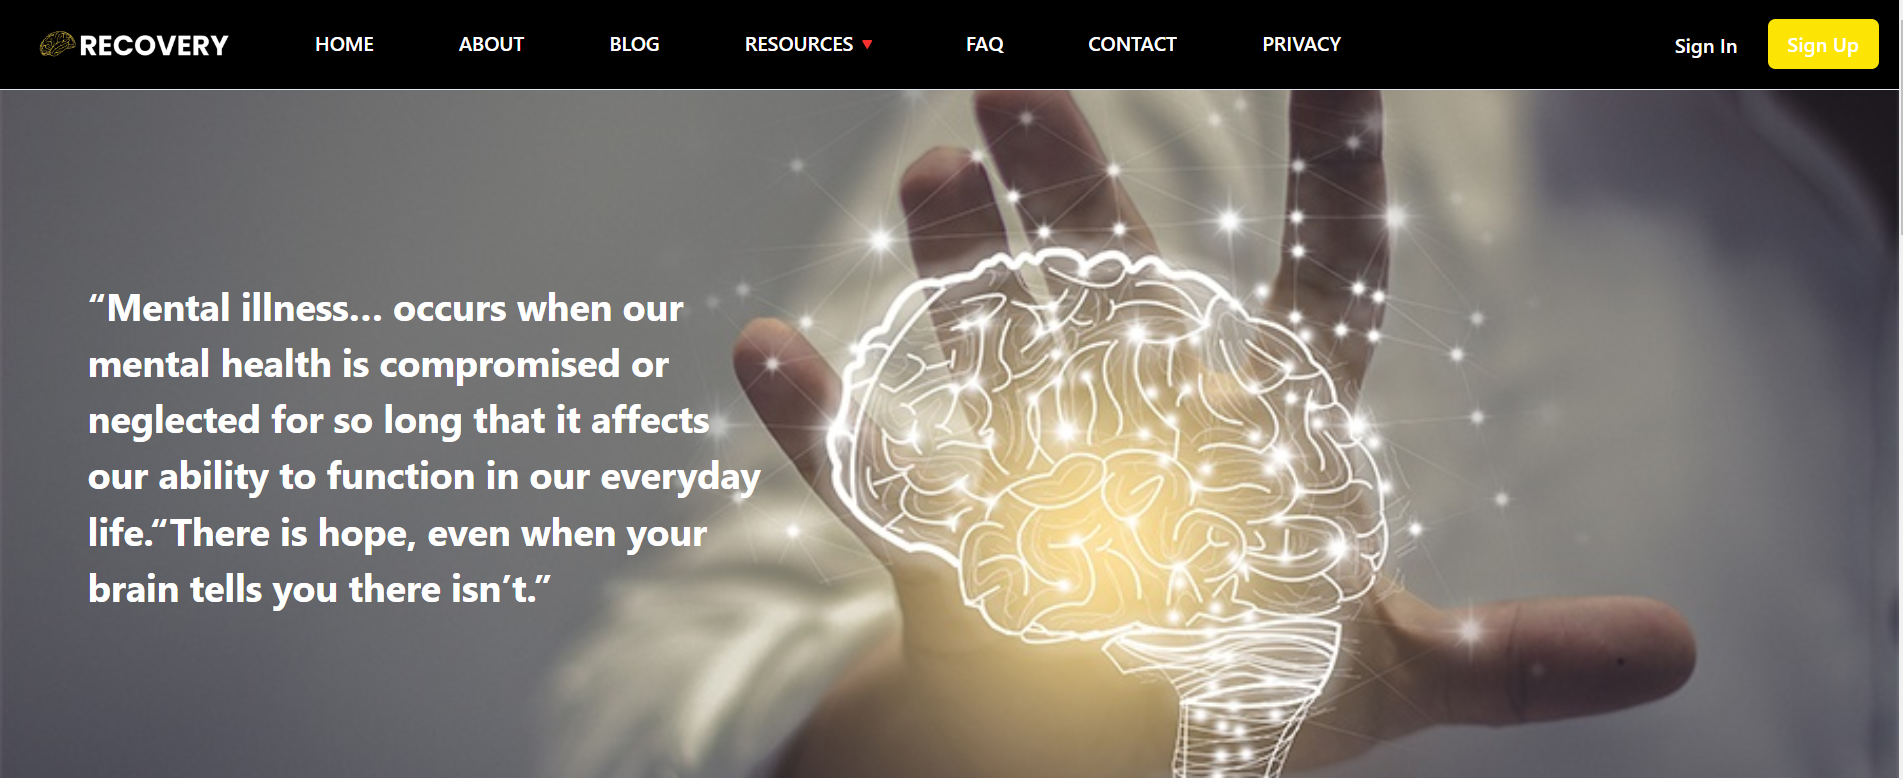 RECOVERY HOME ABOUT BLOG RESOURCES FAQ CONTACT PRIVACY Sign In Sign Up
“Mental illness... occurs when our
mental health is compromised or
neglected for so long that it affects
our ability to function in our everyday
life.“There is hope, even when your
brain tells you there isn’t.”